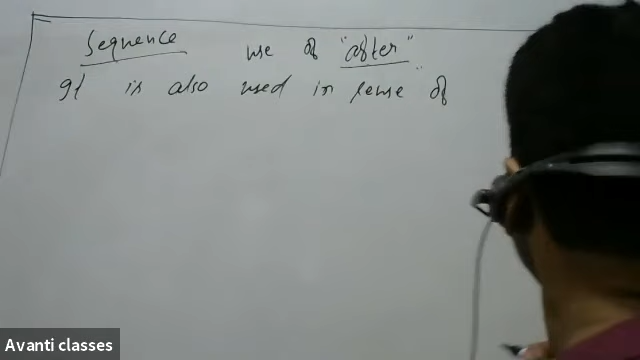 Sequence use of "after"
It is also used in sense of
Avanti classes